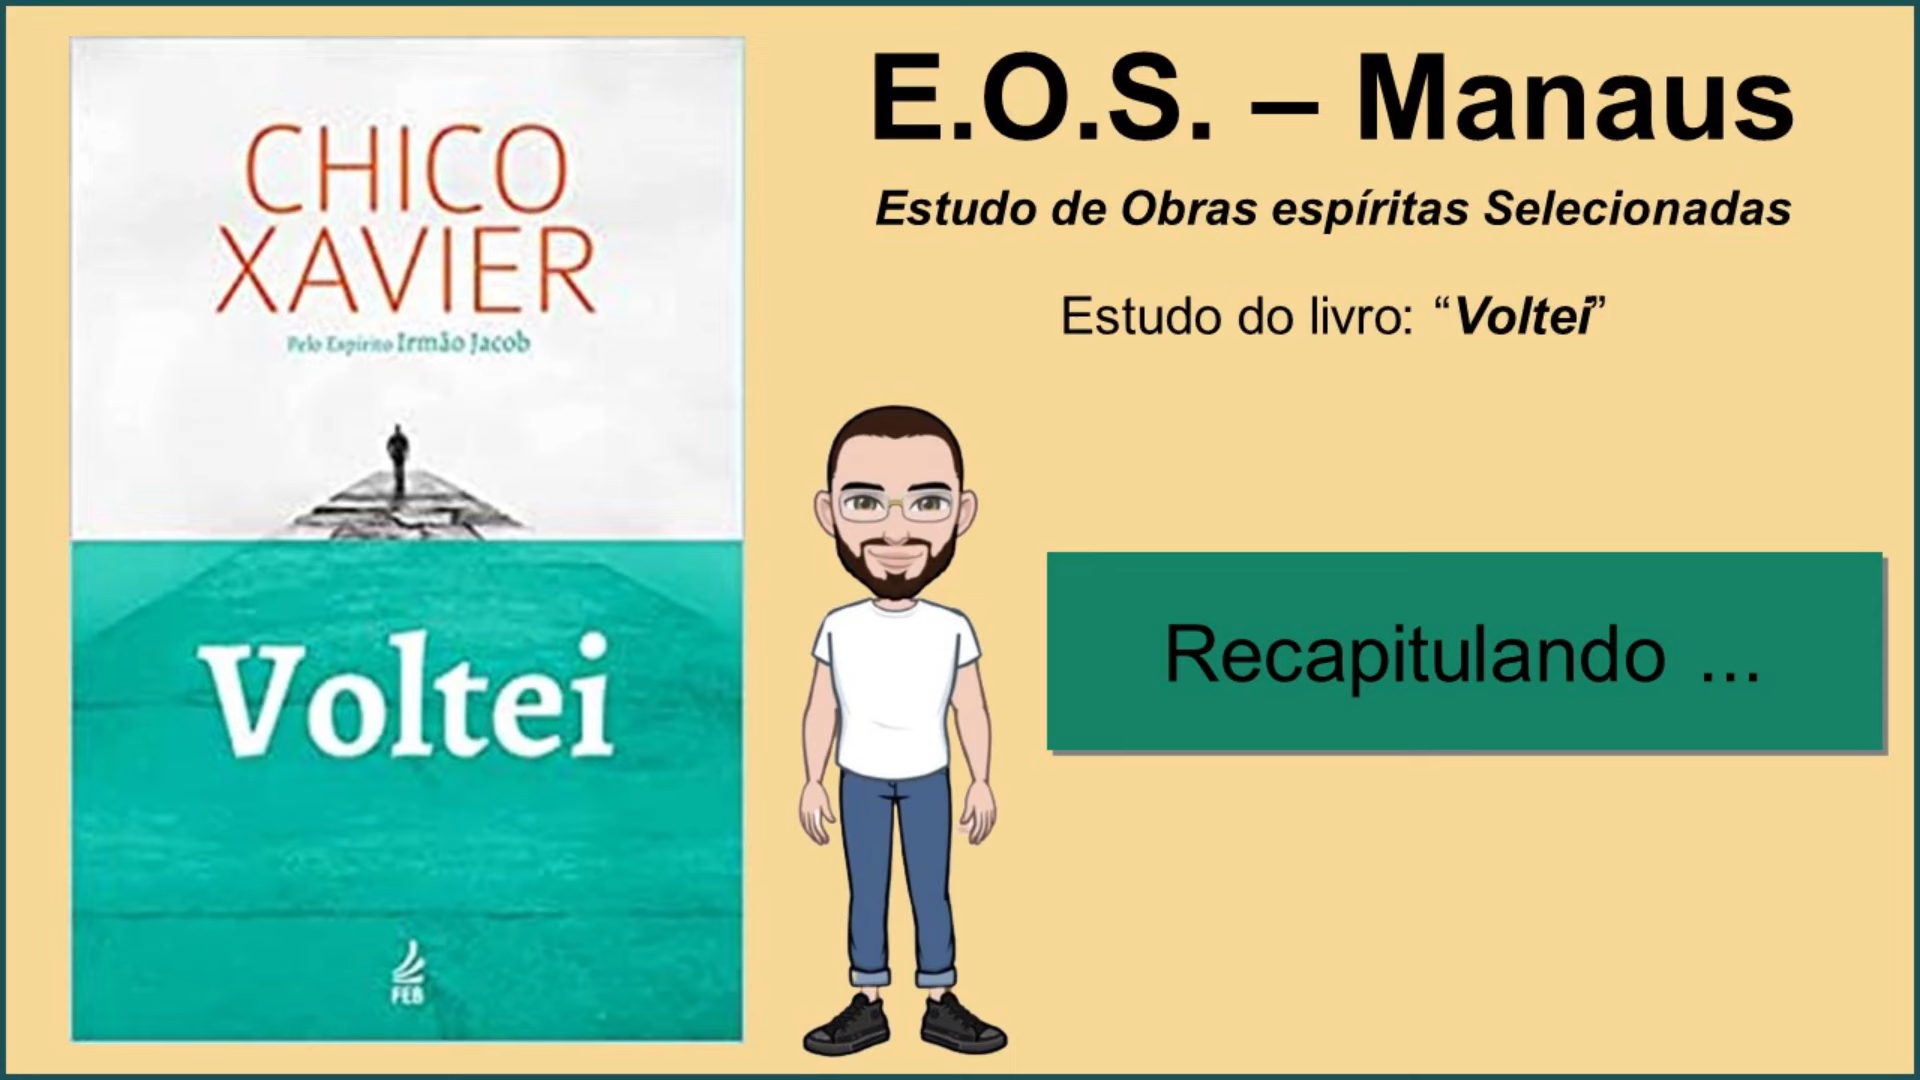 CHICO
XAVIER
Pelo Espírito Irmão Jacob
Voltei
FEB
E.O.S. – Manaus
Estudo de Obras espíritas Selecionadas
Estudo do livro: “Voltei”
Recapitulando ...